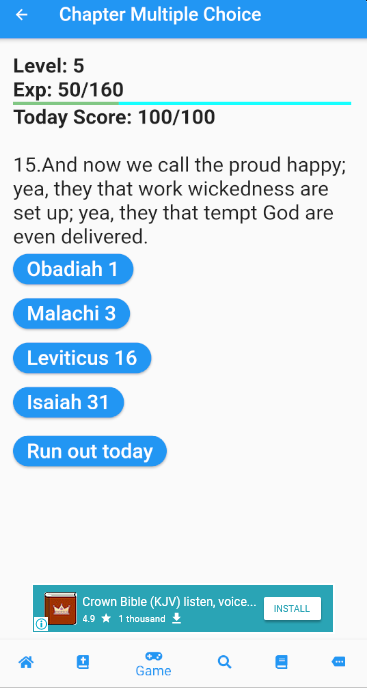 Chapter Multiple Choice
Level: 5
Exp: 50/160
Today Score: 100/100
15.And now we call the proud happy;
yea, they that work wickedness are
set up; yea, they that tempt God are
even delivered.
Obadiah 1
Malachi 3
Leviticus 16
Isaiah 31
Run out today
Crown Bible (KJV) listen, voice...
4.9 ★ 1 thousand
INSTALL
Game